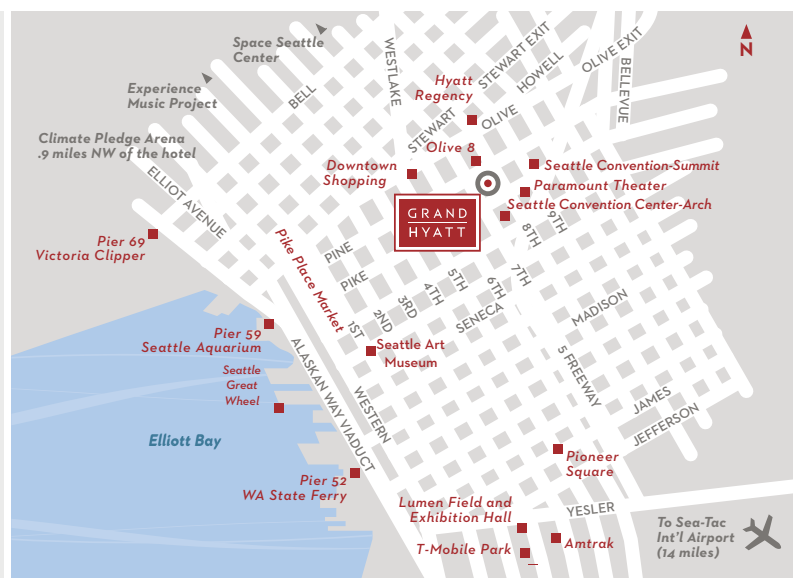 Space Seattle
Center
Experience
Music Project
Climate Pledge Arena
.9 miles NW of the hotel
WESTLAKE
BELL
STEWART EXIT
HOWELL
OLIVE EXIT
BELLEVUE
N
Hyatt
Regency
STEWART
OLIVE
Olive 8
Downtown
Shopping
Seattle Convention-Summit
Paramount Theater
Seattle Convention Center-Arch
GRAND
HYATT
ELLIOT AVENUE
Pier 69
Victoria Clipper
Pike Place Market
PINE
PIKE
1ST
2ND
3RD
4TH
5TH
6TH
7TH
8TH
9TH
SENECA
MADISON
Pier 59
Seattle Aquarium
Seattle
Great
Wheel
Seattle Art
Museum
ALASKAN WAY VIADUCT
WESTERN
5 FREEWAY
JAMES
JEFFERSON
Elliott Bay
Pioneer
Square
Pier 52
WA State Ferry
Lumen Field and
Exhibition Hall
YESLER
T-Mobile Park
Amtrak
To Sea-Tac
Int'l Airport
(14 miles)